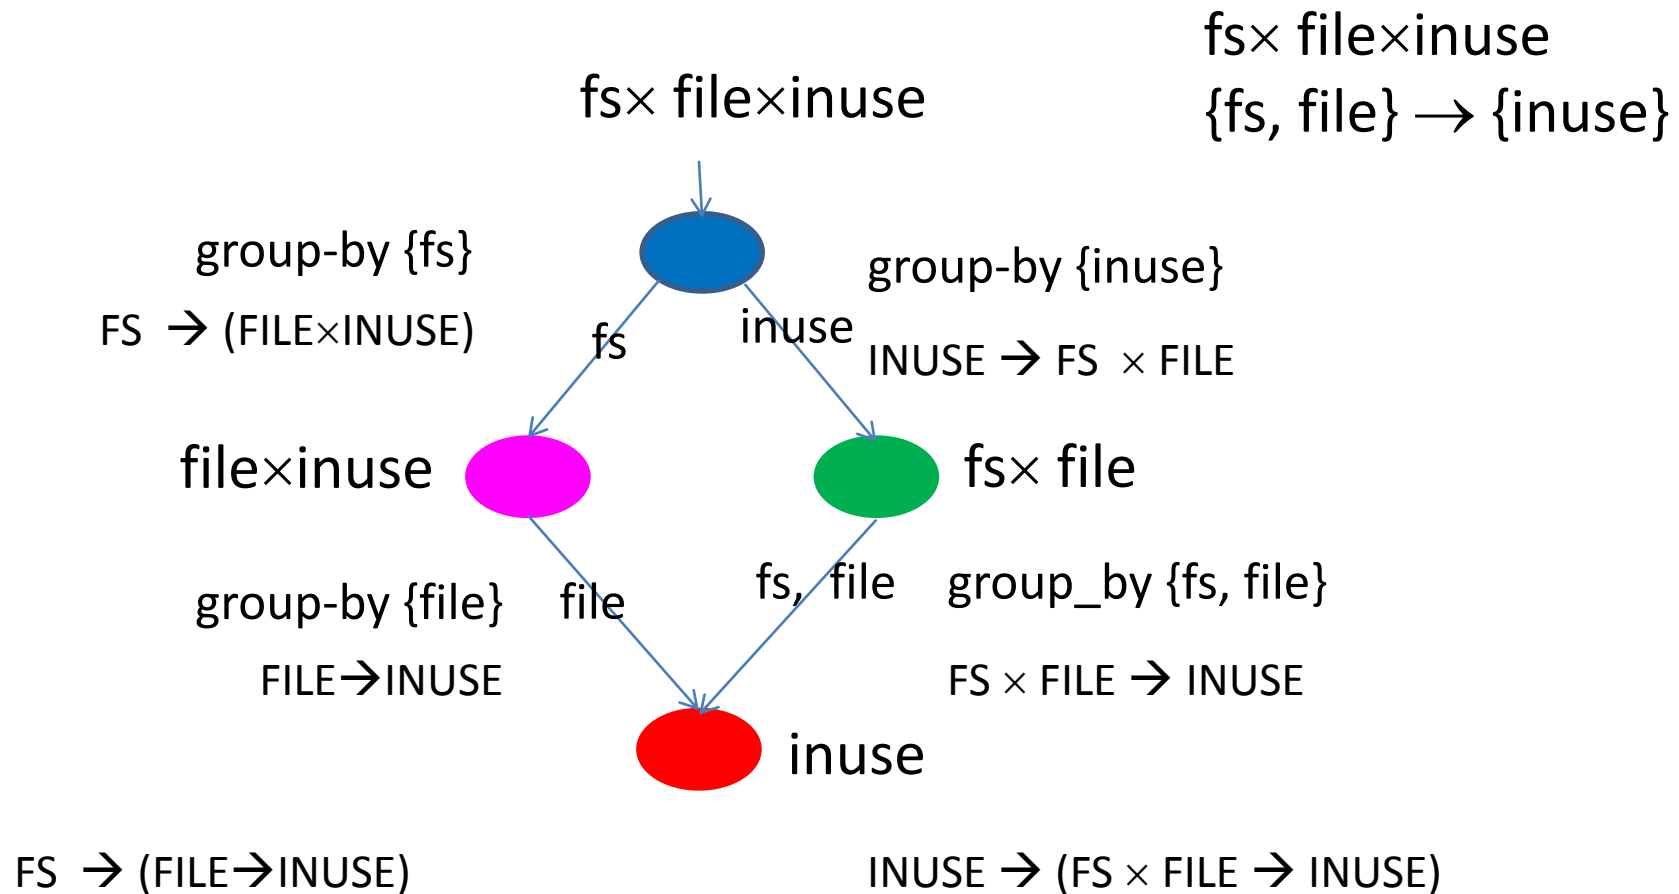 fs× file×inuse
{fs, file} → {inuse}
fs× file×inuse
group-by {fs}
group-by {inuse}
FS → (FILE×INUSE)
fs
inuse
INUSE → FS × FILE
file×inuse
fs× file
group-by {file}
file
fs, file
group_by {fs, file}
FILE→INUSE
FS × FILE → INUSE
inuse
FS → (FILE→INUSE)
INUSE → (FS × FILE → INUSE)